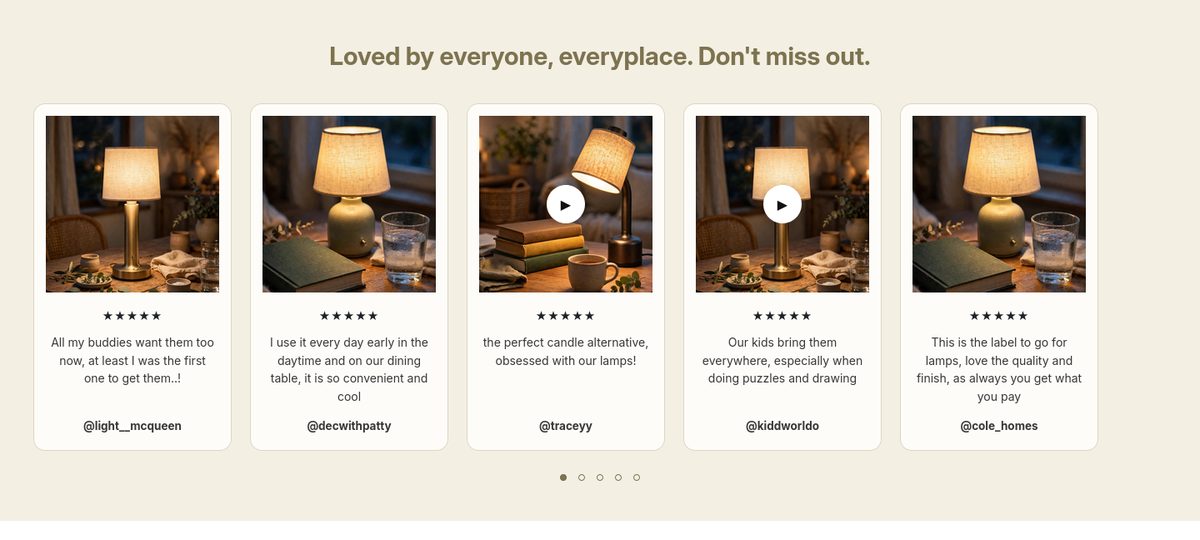 Loved by everyone, everyplace. Don't miss out.
★★★★★
All my buddies want them too
now, at least I was the first
one to get them..!
@light__mcqueen
★★★★★
I use it every day early in the
daytime and on our dining
table, it is so convenient and
cool
@decwithpatty
★★★★★
the perfect candle alternative,
obsessed with our lamps!
@traceyy
★★★★★
Our kids bring them
everywhere, especially when
doing puzzles and drawing
@kiddworldo
★★★★★
This is the label to go for
lamps, love the quality and
finish, as always you get what
you pay
@cole_homes